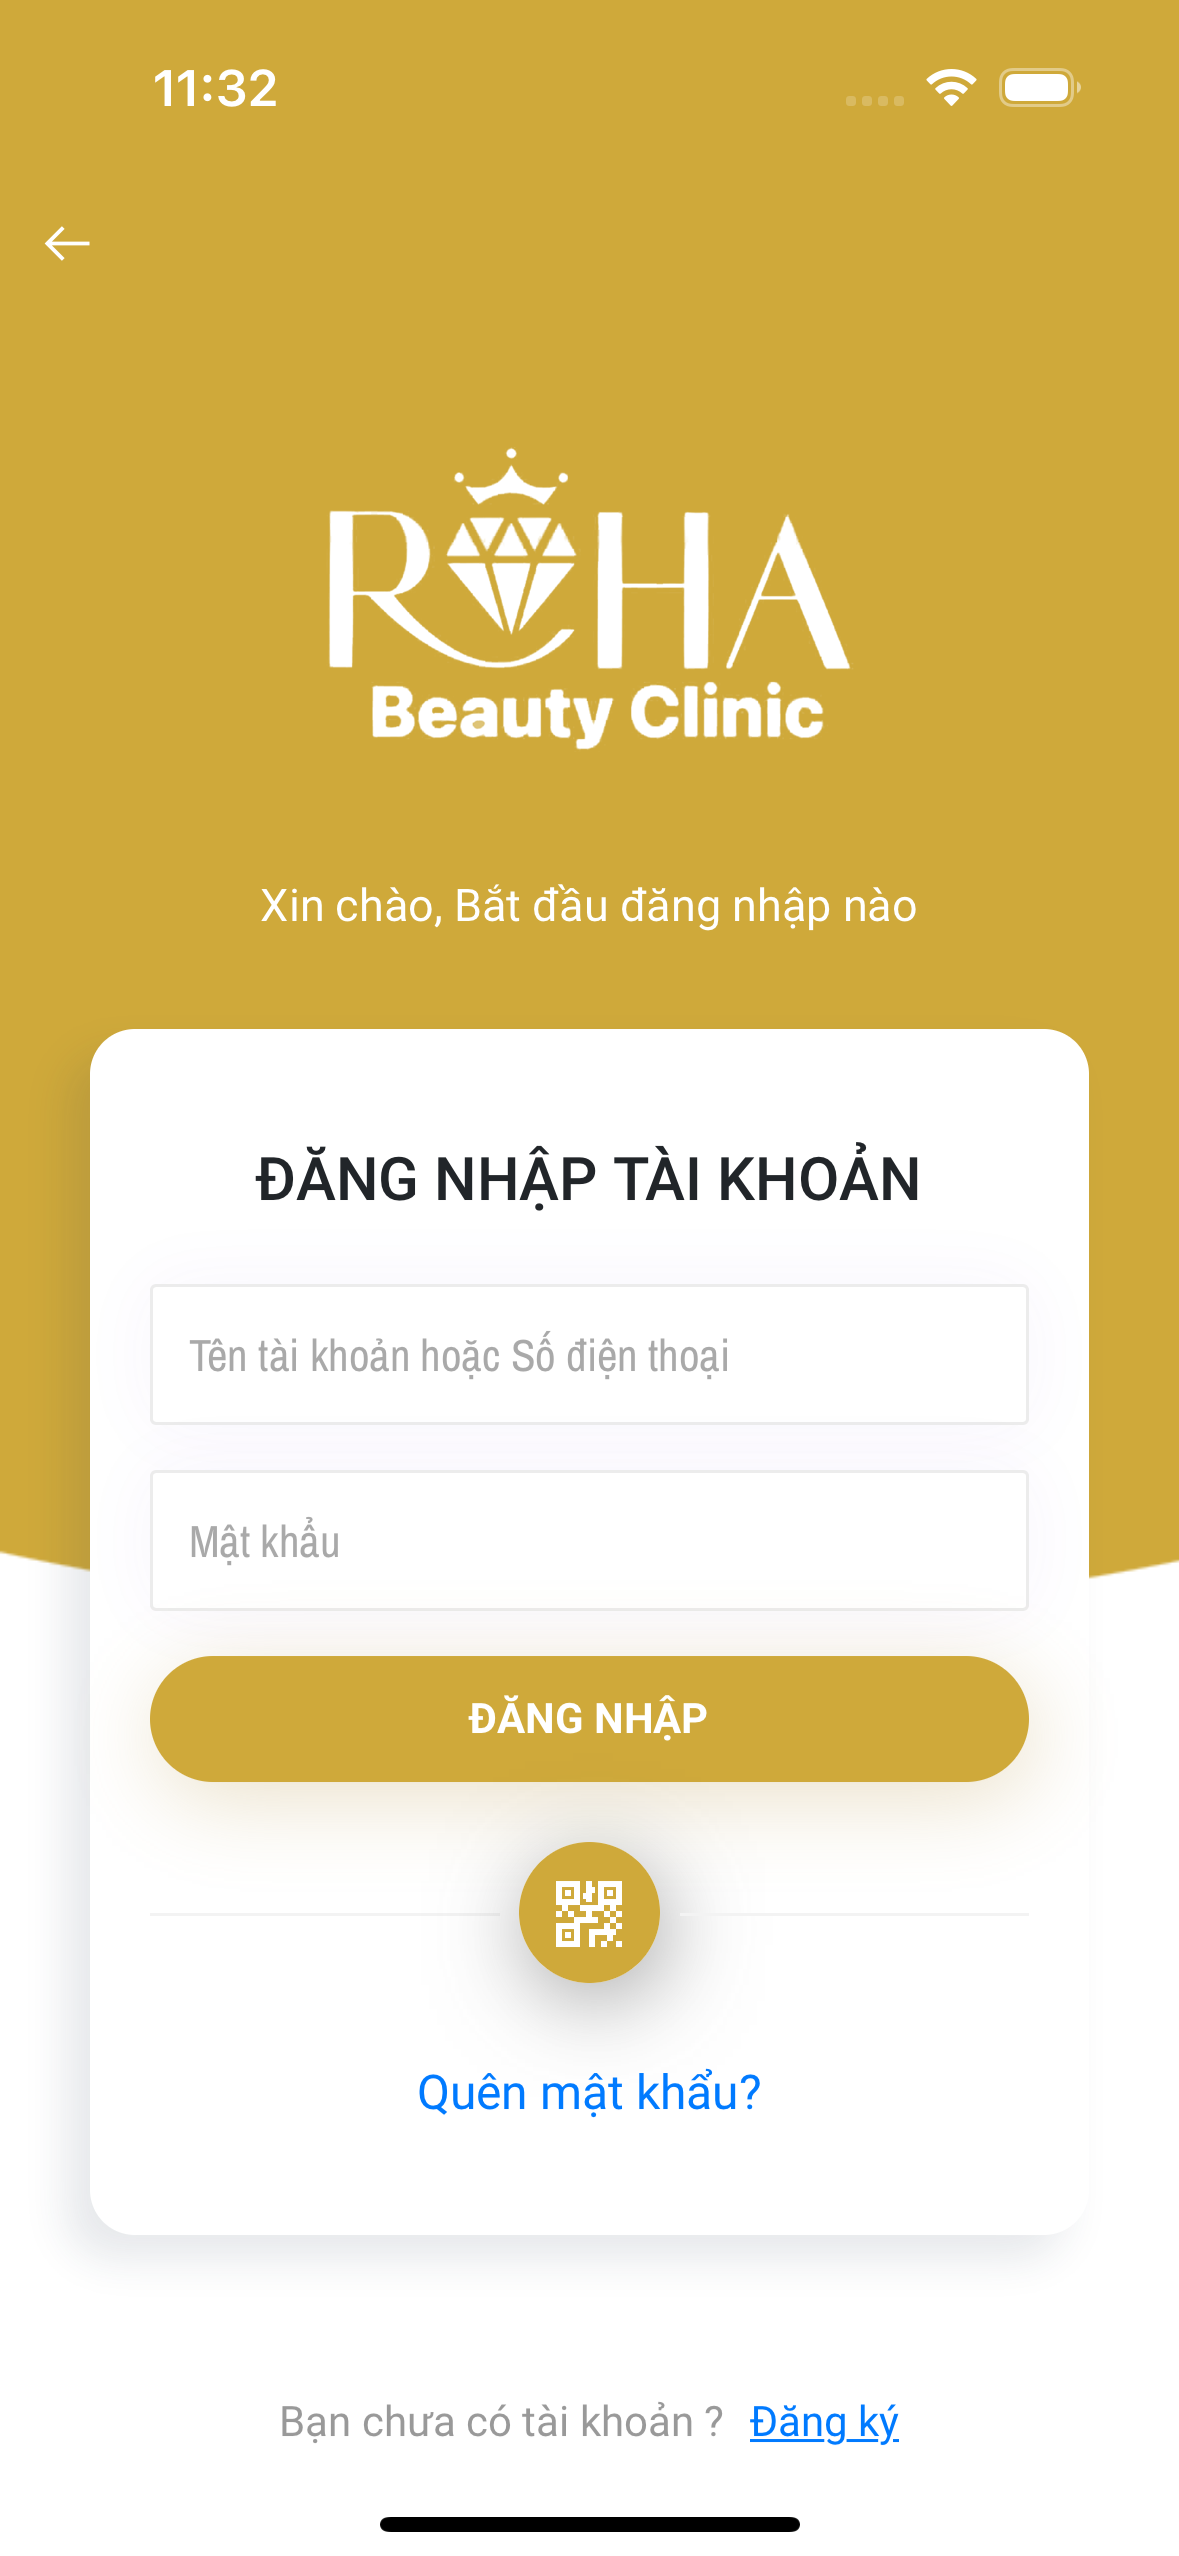 11:32
ROHA
Beauty Clinic
Xin chào, Bắt đầu đăng nhập nào
ĐĂNG NHẬP TÀI KHOẢN
Tên tài khoản hoặc Số điện thoại
Mật khẩu
ĐĂNG NHẬP
Quên mật khẩu?
Bạn chưa có tài khoản ? Đăng ký